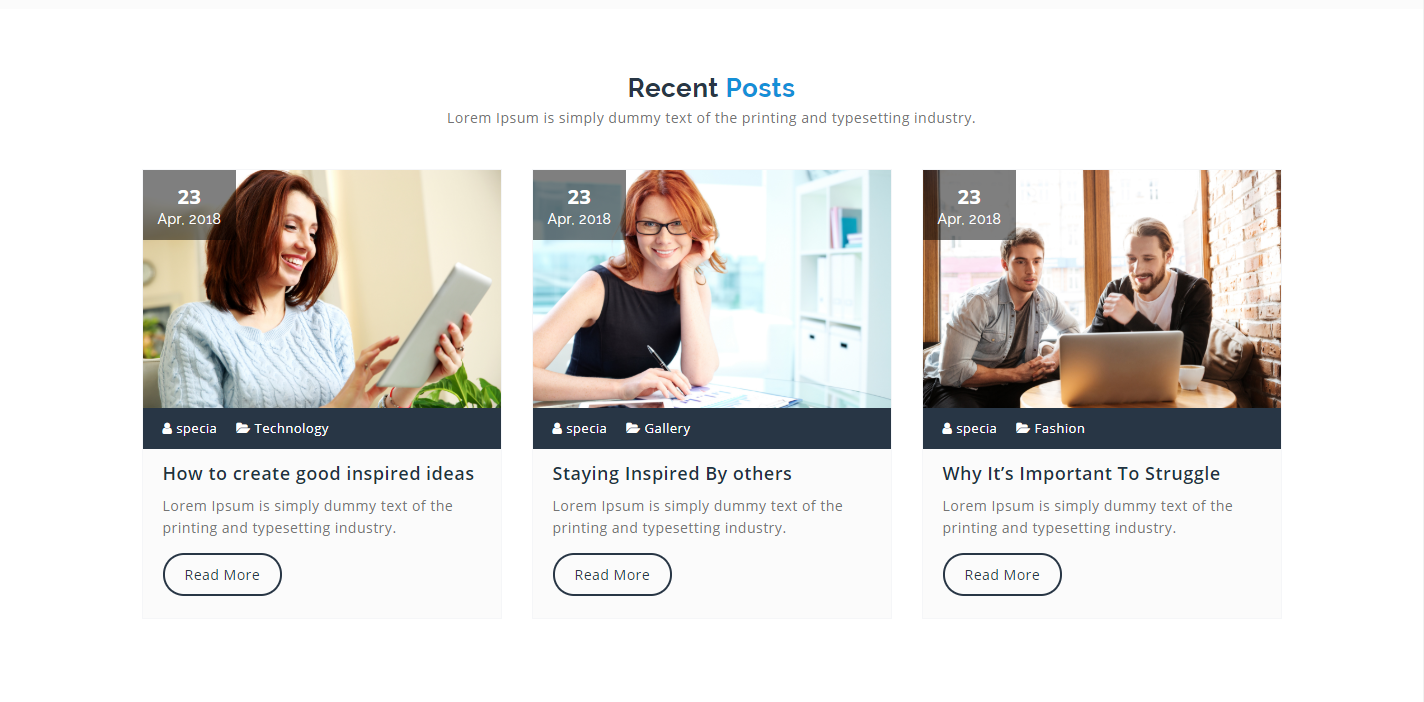 Recent Posts
Lorem Ipsum is simply dummy text of the printing and typesetting industry.
23
Apr, 2018
specia Technology
How to create good inspired ideas
Lorem Ipsum is simply dummy text of the
printing and typesetting industry.
Read More
23
Apr, 2018
specia Gallery
Staying Inspired By others
Lorem Ipsum is simply dummy text of the
printing and typesetting industry.
Read More
23
Apr, 2018
specia Fashion
Why It’s Important To Struggle
Lorem Ipsum is simply dummy text of the
printing and typesetting industry.
Read More